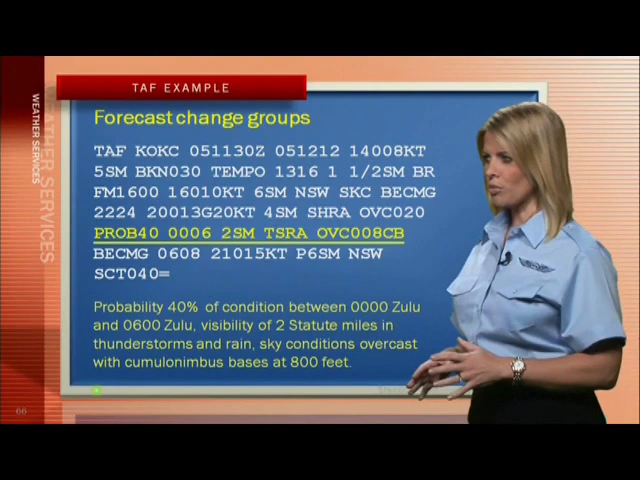 TAF EXAMPLE
WEATHER SERVICES
WEATHER SERVICES
Forecast change groups
TAF KOKC 051130Z 051212 14008KT
5SM BKN030 TEMPO 1316 1 1/2SM BR
FM1600 16010KT 6SM NSW SKC BECMG
2224 20013G20KT 4SM SHRA OVC020
PROB40 0006 2SM TSRA OVC008CB
BECMG 0608 21015KT P6SM NSW
SCT040=
Probability 40% of condition between 0000 Zulu
and 0600 Zulu, visibility of 2 Statute miles in
thunderstorms and rain, sky conditions overcast
with cumulonimbus bases at 800 feet.
66